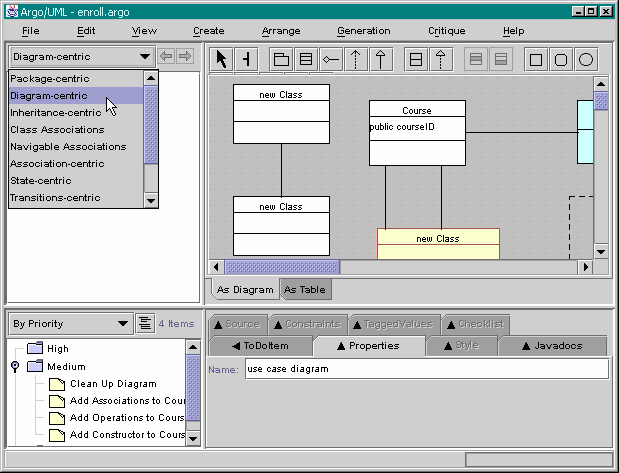 Argo/UML - enroll.argo
File Edit View Create Arrange Generation Critique Help
Diagram-centric
Package-centric
Diagram-centric
Inheritance-centric
Class Associations
Navigable Associations
Association-centric
State-centric
Transitions-centric
new Class
Course
public courseID
new Class
new Class
As Diagram As Table
By Priority 4 Items
High
Medium
Clean Up Diagram
Add Associations to Cour
Add Operations to Cours
Add Constructor to Cour
Source Constraints TaggedValues Checklist
ToDoItem Properties Style Javadocs
Name: use case diagram